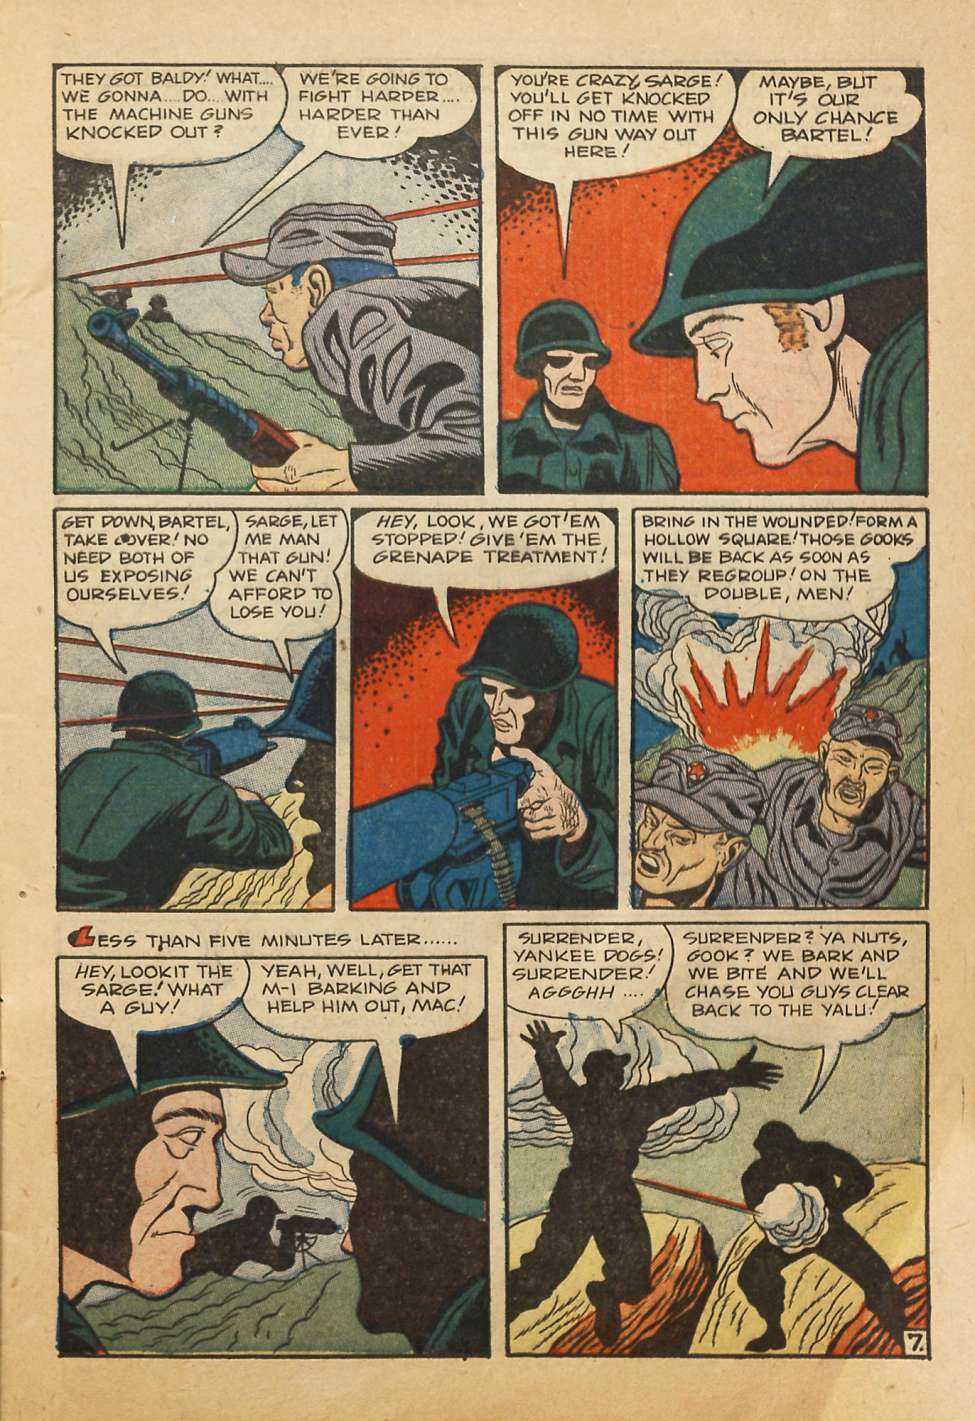 THEY GOT BALDY! WHAT....
WE GONNA....DO....WITH
THE MACHINE GUNS
KNOCKED OUT?
WE'RE GOING TO
FIGHT HARDER....
HARDER THAN
EVER!
YOU'RE CRAZY, SARGE!
YOU'LL GET KNOCKED
OFF IN NO TIME WITH
THIS GUN WAY OUT
HERE!
MAYBE, BUT
IT'S OUR
ONLY CHANCE
BARTEL!
GET DOWN, BARTEL,
TAKE COVER! NO
NEED BOTH OF
US EXPOSING
OURSELVES!
SARGE, LET
ME MAN
THAT GUN!
WE CAN'T
AFFORD TO
LOSE YOU!
HEY, LOOK, WE GOT 'EM
STOPPED! GIVE 'EM THE
GRENADE TREATMENT!
BRING IN THE WOUNDED! FORM A
HOLLOW SQUARE! THOSE GOOKS
WILL BE BACK AS SOON AS
THEY REGROUP! ON THE
DOUBLE, MEN!
LESS THAN FIVE MINUTES LATER......
HEY, LOOKIT THE
SARGE! WHAT
A GUY!
YEAH, WELL, GET THAT
M-1 BARKING AND
HELP HIM OUT, MAC!
SURRENDER,
YANKEE DOGS!
SURRENDER!
AGGGHH ....
SURRENDER? YA NUTS,
GOOK? WE BARK AND
WE BITE AND WE'LL
CHASE YOU GUYS CLEAR
BACK TO THE YALU!
7.